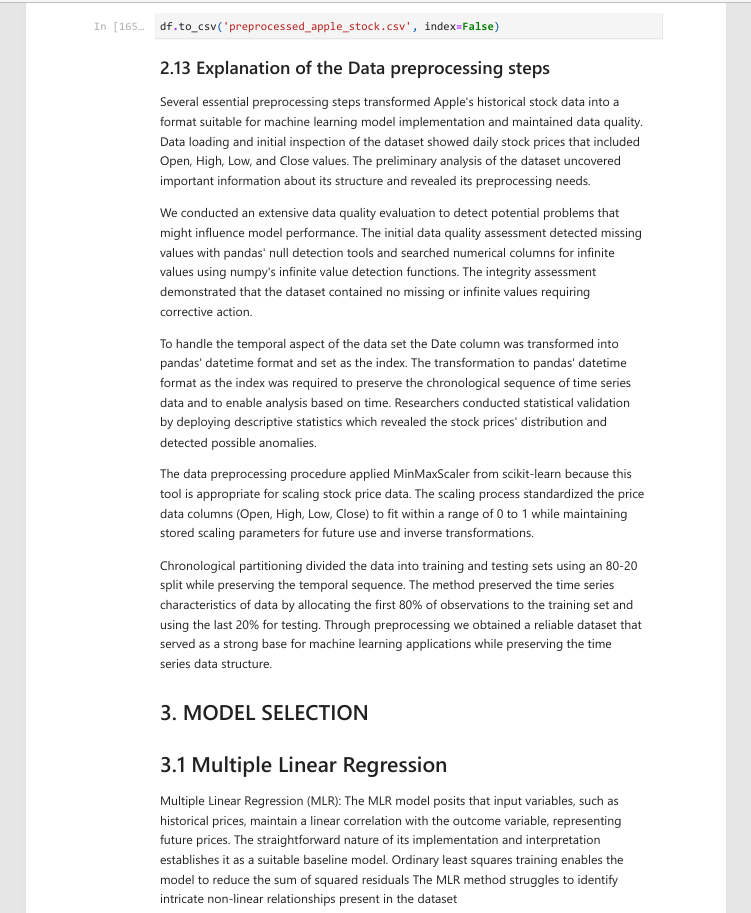 In [165…
df.to_csv('preprocessed_apple_stock.csv', index=False)
2.13 Explanation of the Data preprocessing steps
Several essential preprocessing steps transformed Apple's historical stock data into a
format suitable for machine learning model implementation and maintained data quality.
Data loading and initial inspection of the dataset showed daily stock prices that included
Open, High, Low, and Close values. The preliminary analysis of the dataset uncovered
important information about its structure and revealed its preprocessing needs.
We conducted an extensive data quality evaluation to detect potential problems that
might influence model performance. The initial data quality assessment detected missing
values with pandas' null detection tools and searched numerical columns for infinite
values using numpy's infinite value detection functions. The integrity assessment
demonstrated that the dataset contained no missing or infinite values requiring
corrective action.
To handle the temporal aspect of the data set the Date column was transformed into
pandas' datetime format and set as the index. The transformation to pandas' datetime
format as the index was required to preserve the chronological sequence of time series
data and to enable analysis based on time. Researchers conducted statistical validation
by deploying descriptive statistics which revealed the stock prices' distribution and
detected possible anomalies.
The data preprocessing procedure applied MinMaxScaler from scikit-learn because this
tool is appropriate for scaling stock price data. The scaling process standardized the price
data columns (Open, High, Low, Close) to fit within a range of 0 to 1 while maintaining
stored scaling parameters for future use and inverse transformations.
Chronological partitioning divided the data into training and testing sets using an 80-20
split while preserving the temporal sequence. The method preserved the time series
characteristics of data by allocating the first 80% of observations to the training set and
using the last 20% for testing. Through preprocessing we obtained a reliable dataset that
served as a strong base for machine learning applications while preserving the time
series data structure.
3. MODEL SELECTION
3.1 Multiple Linear Regression
Multiple Linear Regression (MLR): The MLR model posits that input variables, such as
historical prices, maintain a linear correlation with the outcome variable, representing
future prices. The straightforward nature of its implementation and interpretation
establishes it as a suitable baseline model. Ordinary least squares training enables the
model to reduce the sum of squared residuals The MLR method struggles to identify
intricate non-linear relationships present in the dataset